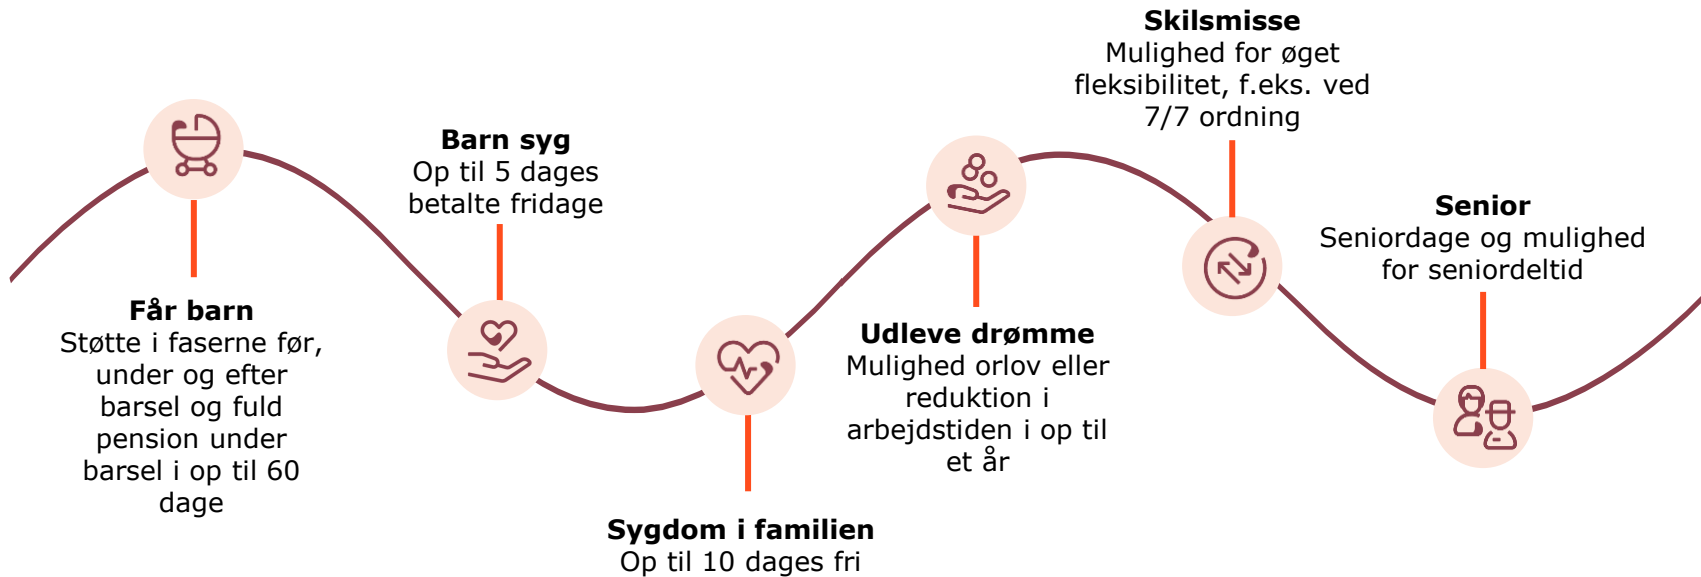 Får barn
Støtte i faserne før,
under og efter
barsel og fuld
pension under
barsel i op til 60
dage
Barn syg
Op til 5 dages
betalte fridage
Sygdom i familien
Op til 10 dages fri
Udleve drømme
Mulighed orlov eller
reduktion i
arbejdstiden i op til
et år
Skilsmisse
Mulighed for øget
fleksibilitet, f.eks. ved
7/7 ordning
Senior
Seniordage og mulighed
for seniordeltid